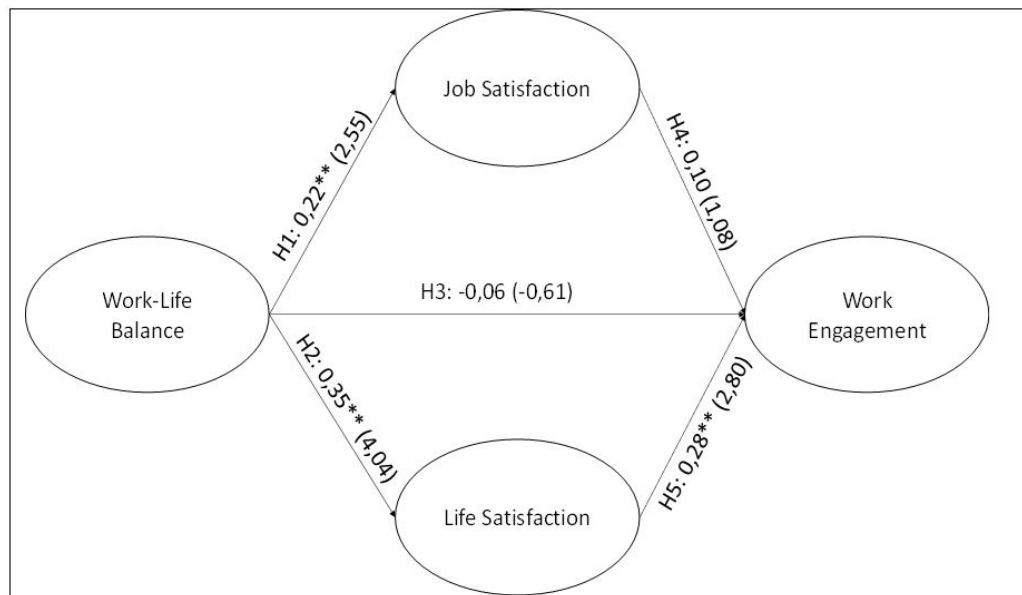 Job Satisfaction
H1: 0,22** (2,55)
H4: 0,10 (1,08)
Work-Life
Balance
H3: -0,06 (-0,61)
Work
Engagement
H2: 0,35** (4,04)
H5: 0,28** (2,80)
Life Satisfaction